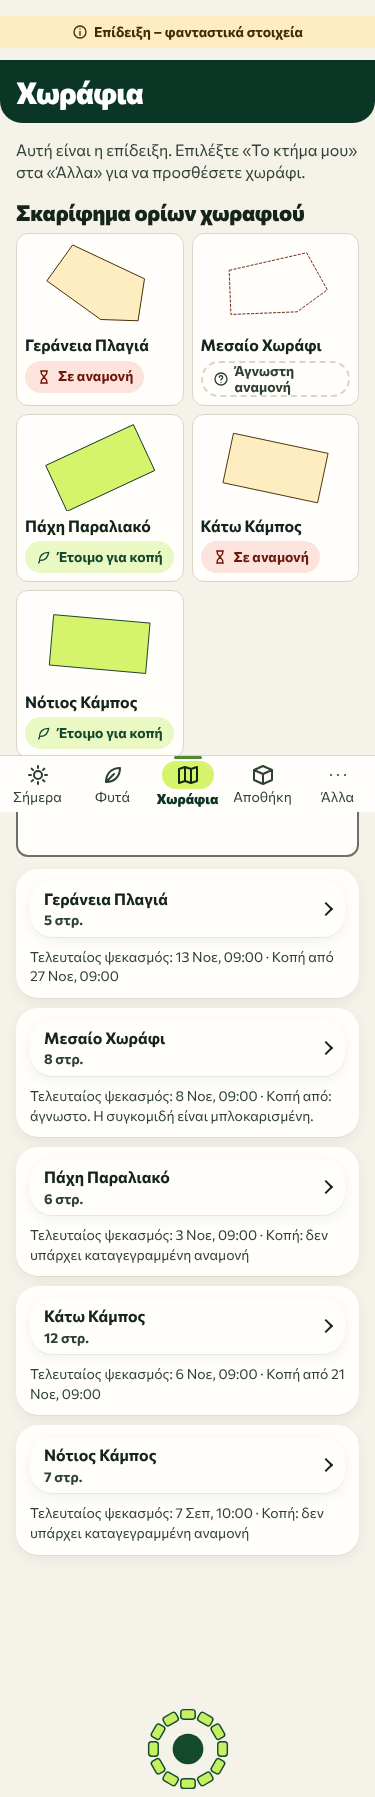 Επίδειξη – φανταστικά στοιχεία
Χωράφια
Αυτή είναι η επίδειξη. Επιλέξτε «Το κτήμα μου»
στα «Άλλα» για να προσθέσετε χωράφι.
Σκαρίφημα ορίων χωραφιού
Γεράνεια Πλαγιά
Σε αναμονή
Μεσαίο Χωράφι
Άγνωστη
αναμονή
Πάχη Παραλιακό
Έτοιμο για κοπή
Κάτω Κάμπος
Σε αναμονή
Νότιος Κάμπος
Έτοιμο για κοπή
Σήμερα
Φυτά
Χωράφια
Αποθήκη
Άλλα
Γεράνεια Πλαγιά
5 στρ.
Τελευταίος ψεκασμός: 13 Νοε, 09:00 · Κοπή από
27 Νοε, 09:00
Μεσαίο Χωράφι
8 στρ.
Τελευταίος ψεκασμός: 8 Νοε, 09:00 · Κοπή από:
άγνωστο. Η συγκομιδή είναι μπλοκαρισμένη.
Πάχη Παραλιακό
6 στρ.
Τελευταίος ψεκασμός: 3 Νοε, 09:00 · Κοπή: δεν
υπάρχει καταγεγραμμένη αναμονή
Κάτω Κάμπος
12 στρ.
Τελευταίος ψεκασμός: 6 Νοε, 09:00 · Κοπή από 21
Νοε, 09:00
Νότιος Κάμπος
7 στρ.
Τελευταίος ψεκασμός: 7 Σεπ, 10:00 · Κοπή: δεν
υπάρχει καταγεγραμμένη αναμονή